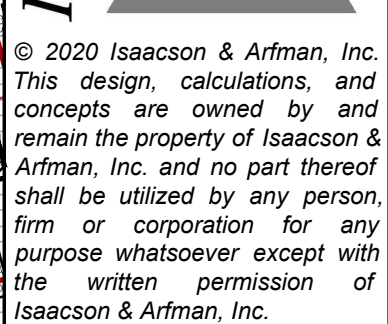 © 2020 Isaacson & Arfman, Inc.
This design, calculations, and
concepts are owned by and
remain the property of Isaacson &
Arfman, Inc. and no part thereof
shall be utilized by any person,
firm or corporation for any
purpose whatsoever except with
the written permission of
Isaacson & Arfman, Inc.